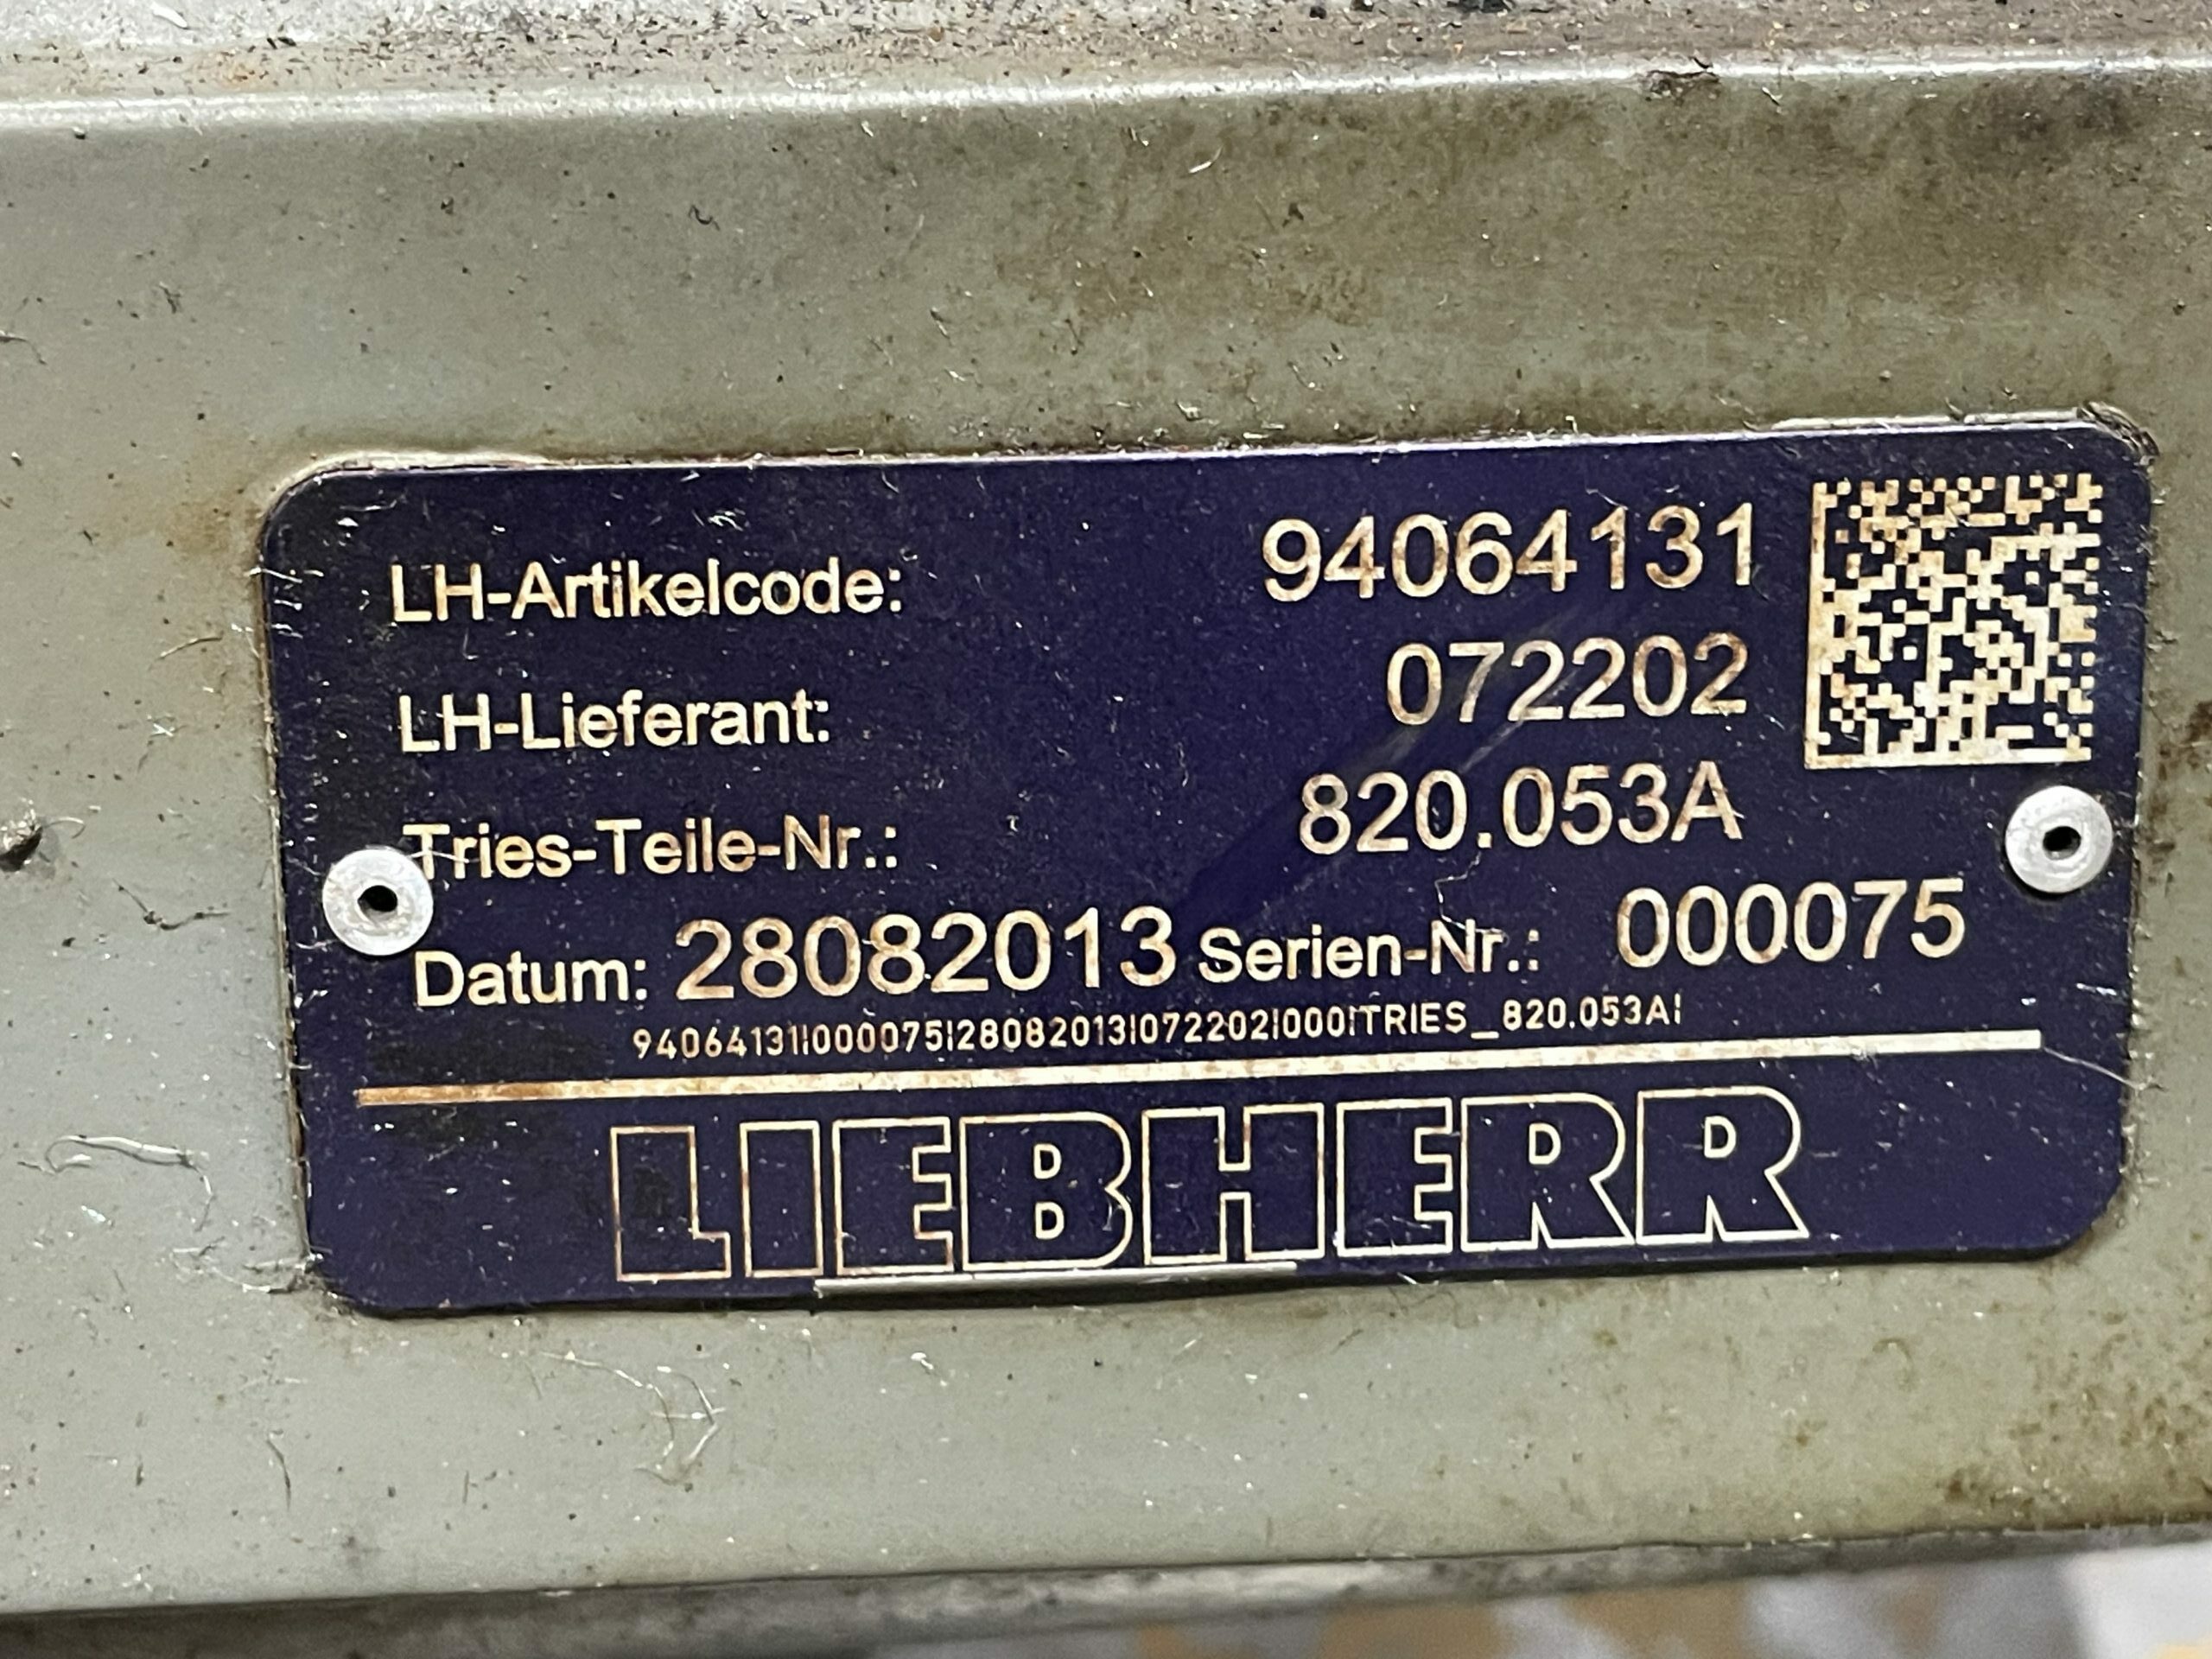 LH-Artikelcode: 94064131
LH-Lieferant: 072202
Tries-Teile-Nr.: 820.053A
Datum: 28082013 Serien-Nr.: 000075
94064131|000075|28082013|072202|000|TRIES_820.053A|
LIEBHERR